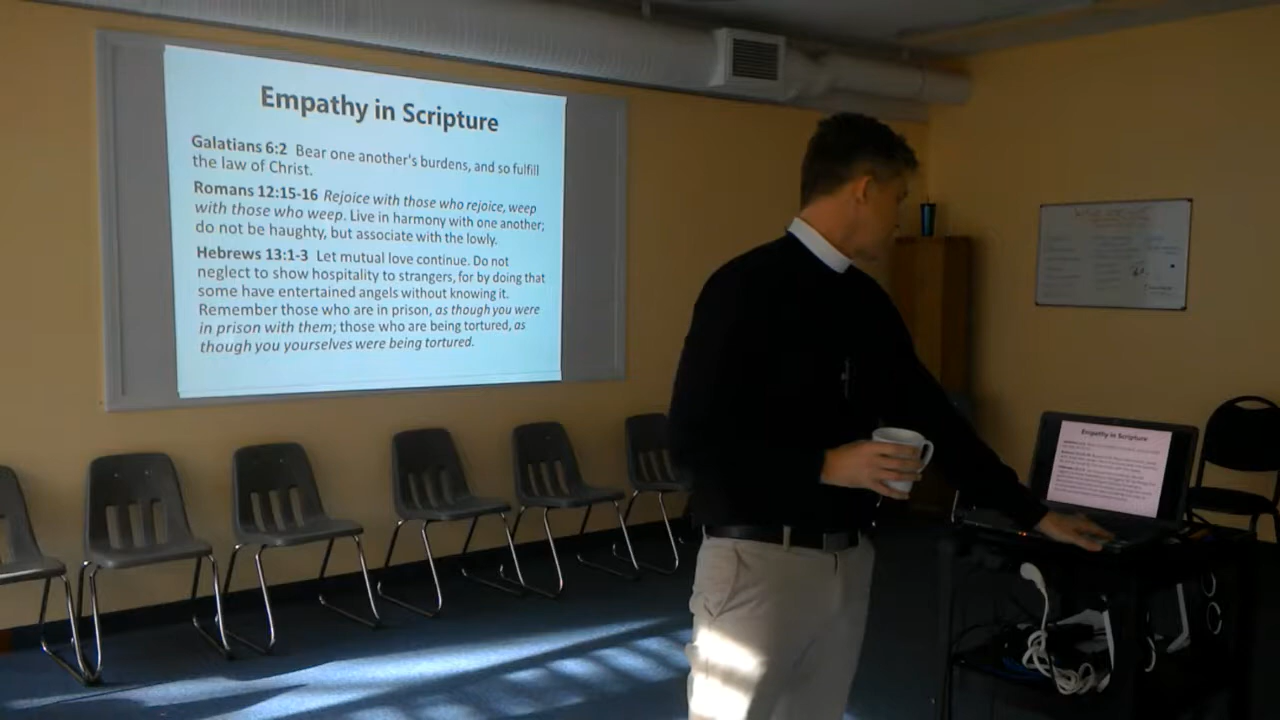 Empathy in Scripture
Galatians 6:2 Bear one another's burdens, and so fulfill
the law of Christ.
Romans 12:15-16 Rejoice with those who rejoice, weep
with those who weep. Live in harmony with one another;
do not be haughty, but associate with the lowly.
Hebrews 13:1-3 Let mutual love continue. Do not
neglect to show hospitality to strangers, for by doing that
some have entertained angels without knowing it.
Remember those who are in prison, as though you were
in prison with them; those who are being tortured, as
though you yourselves were being tortured.
Empathy in Scripture